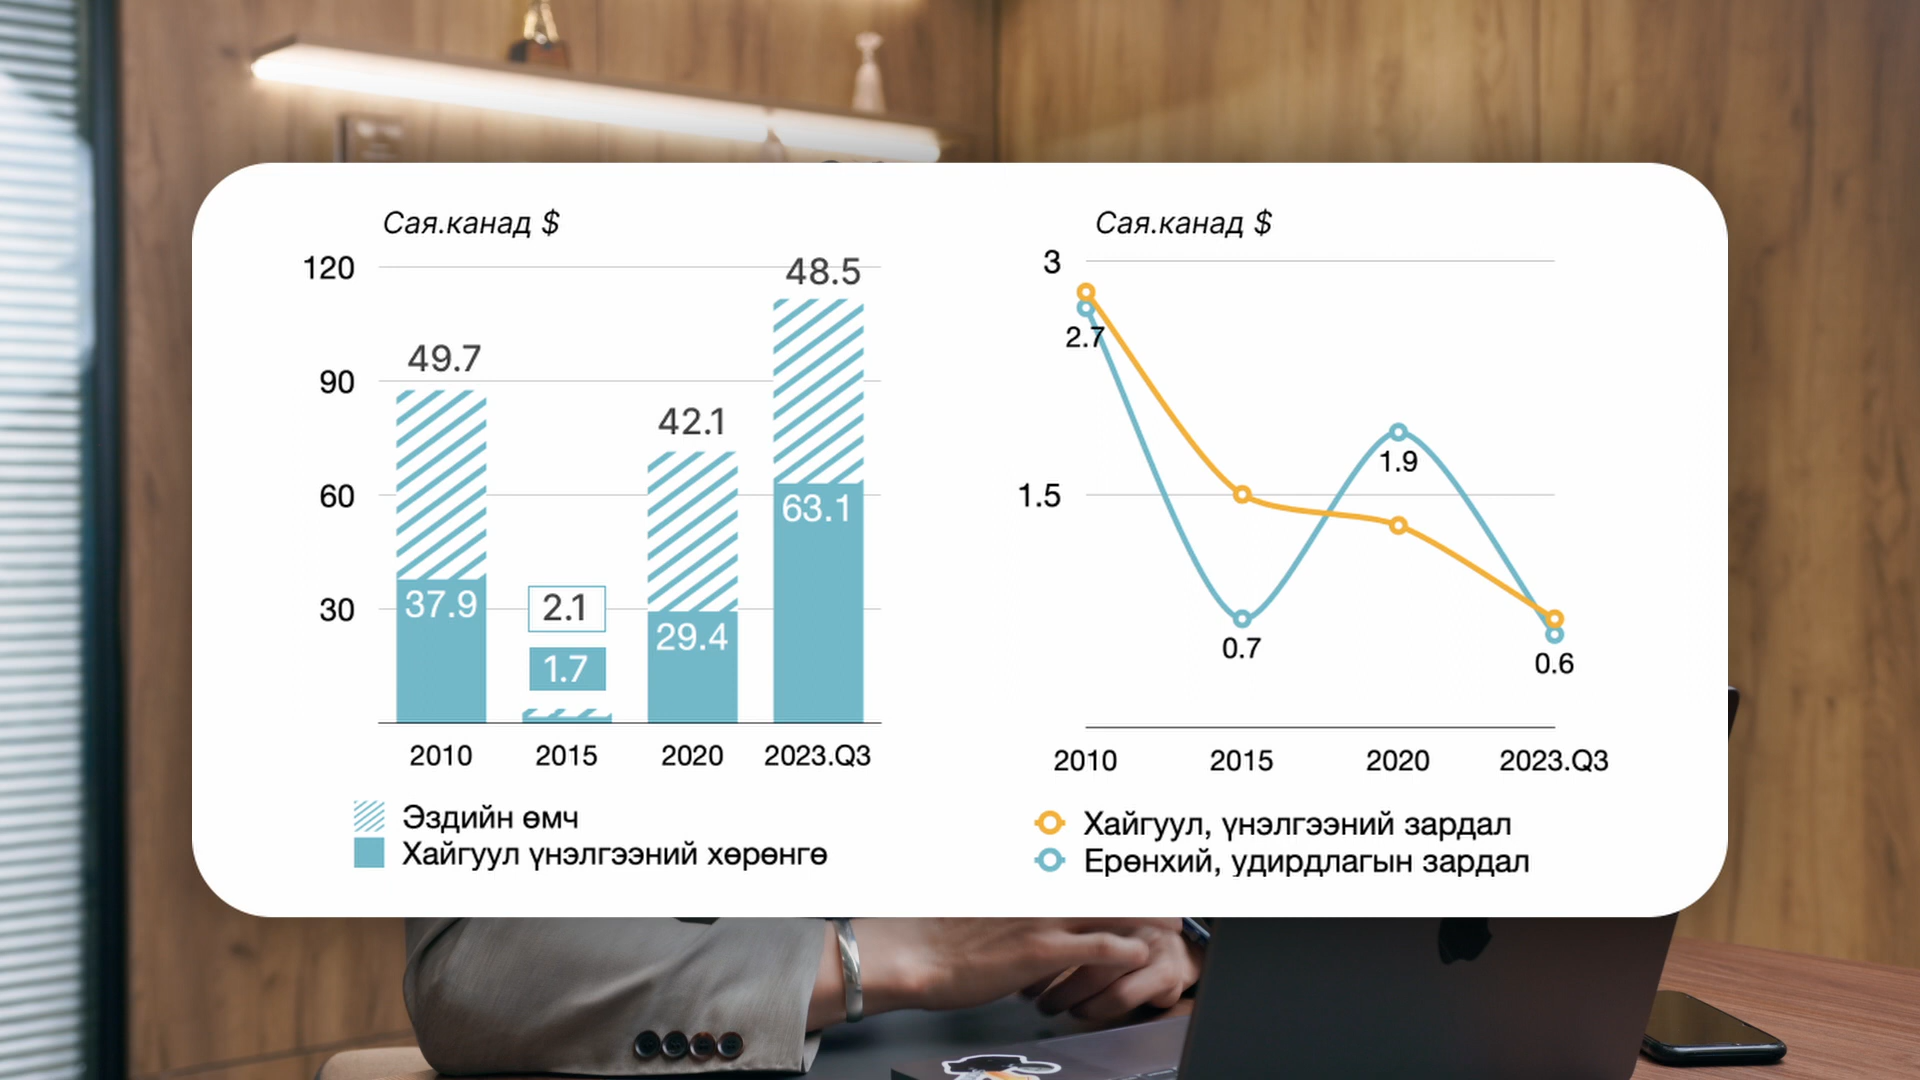 Сая.канад $
120
90
60
30
49.7
37.9
2.1
1.7
42.1
29.4
48.5
63.1
2010 2015 2020 2023.Q3
Эздийн өмч
Хайгуул үнэлгээний хөрөнгө
Сая.канад $
3
1.5
2.7
0.7
1.9
0.6
2010 2015 2020 2023.Q3
Хайгуул, үнэлгээний зардал
Ерөнхий, удирдлагын зардал